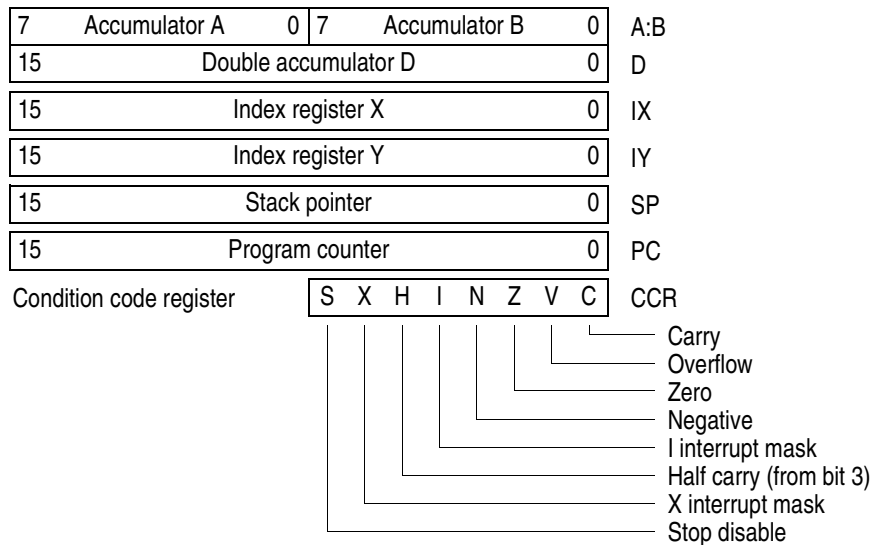 7 Accumulator A 0 7 Accumulator B 0 A:B
15 Double accumulator D 0 D
15 Index register X 0 IX
15 Index register Y 0 IY
15 Stack pointer 0 SP
15 Program counter 0 PC
Condition code register S X H I N Z V C CCR
Carry
Overflow
Zero
Negative
I interrupt mask
Half carry (from bit 3)
X interrupt mask
Stop disable